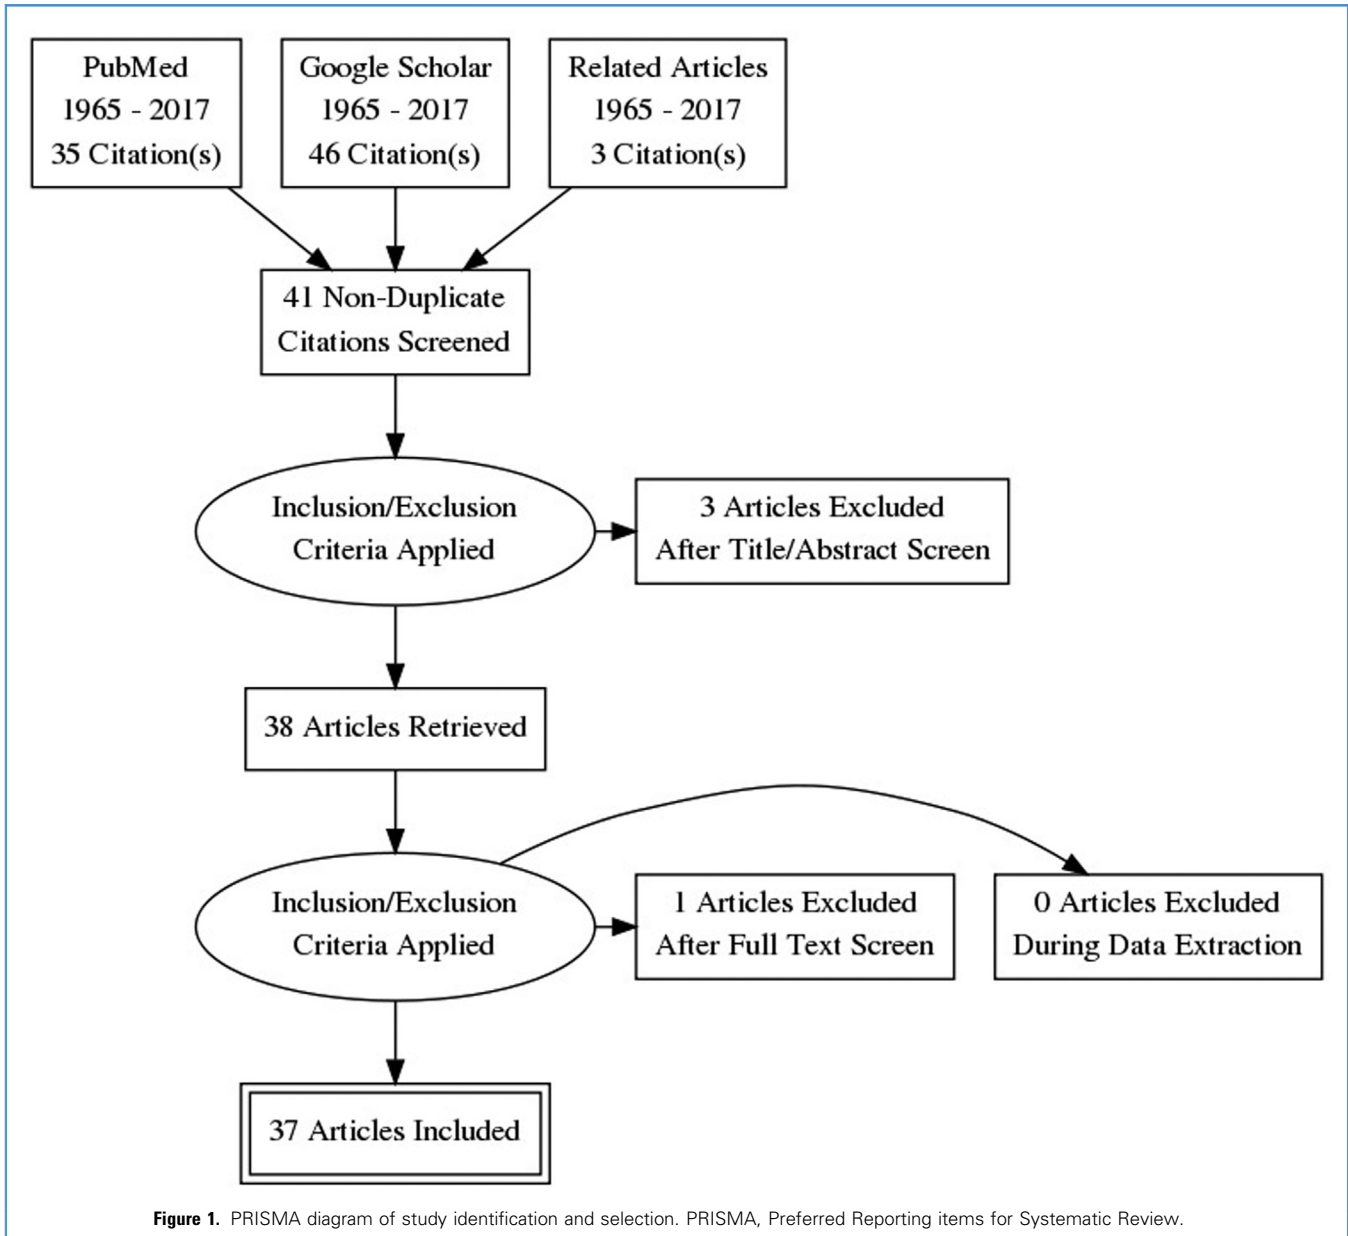 PubMed
1965 - 2017
35 Citation(s)
Google Scholar
1965 - 2017
46 Citation(s)
Related Articles
1965 - 2017
3 Citation(s)
41 Non-Duplicate
Citations Screened
Inclusion/Exclusion
Criteria Applied
3 Articles Excluded
After Title/Abstract Screen
38 Articles Retrieved
Inclusion/Exclusion
Criteria Applied
1 Articles Excluded
After Full Text Screen
0 Articles Excluded
During Data Extraction
37 Articles Included
Figure 1. PRISMA diagram of study identification and selection. PRISMA, Preferred Reporting items for Systematic Review.